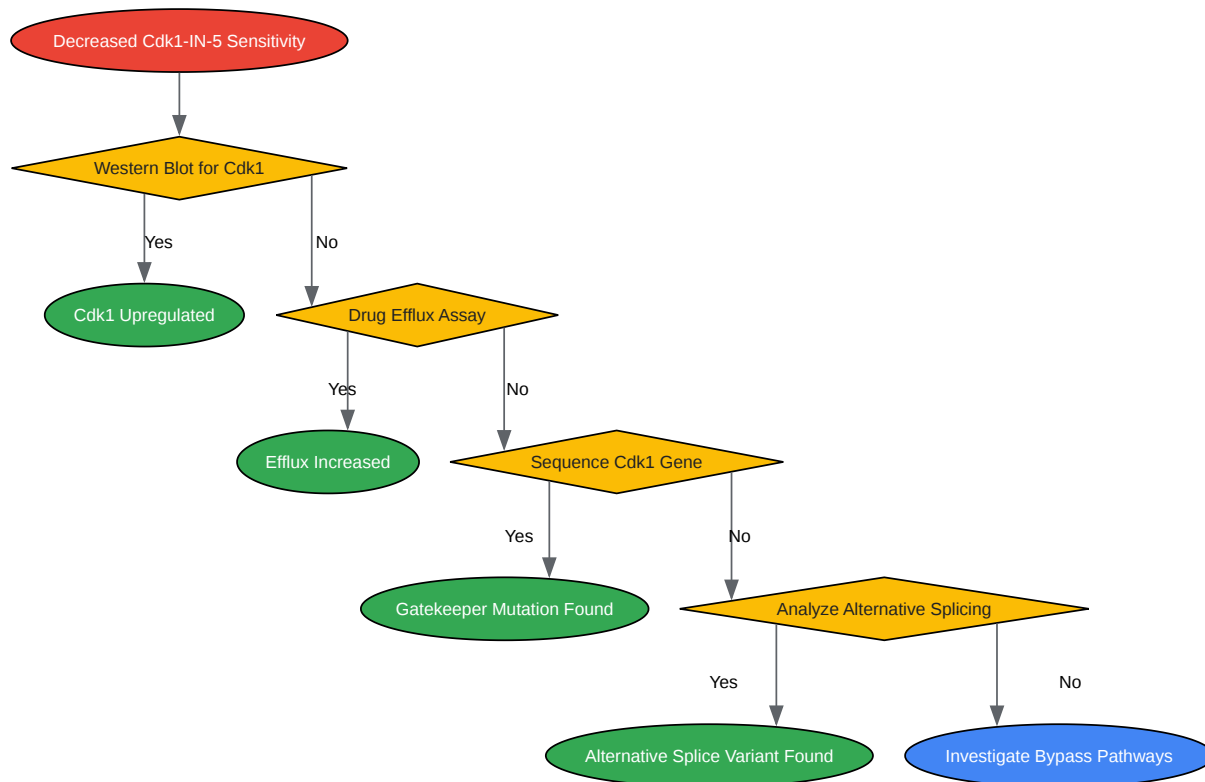 Decreased Cdk1-IN-5 Sensitivity
Western Blot for Cdk1
Yes
No
Cdk1 Upregulated
Drug Efflux Assay
Yes
No
Efflux Increased
Sequence Cdk1 Gene
Yes
No
Gatekeeper Mutation Found
Analyze Alternative Splicing
Yes
No
Alternative Splice Variant Found
Investigate Bypass Pathways